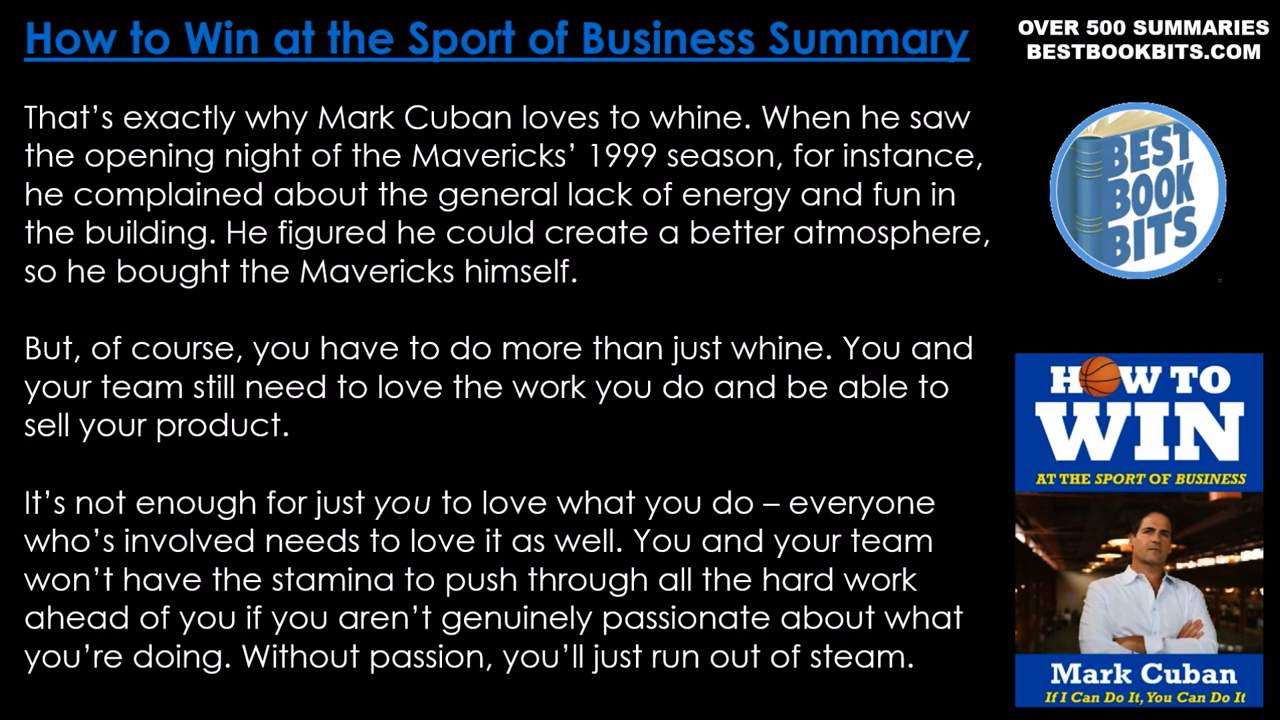 How to Win at the Sport of Business Summary
That’s exactly why Mark Cuban loves to whine. When he saw
the opening night of the Mavericks’ 1999 season, for instance,
he complained about the general lack of energy and fun in
the building. He figured he could create a better atmosphere,
so he bought the Mavericks himself.
But, of course, you have to do more than just whine. You and
your team still need to love the work you do and be able to
sell your product.
It’s not enough for just you to love what you do – everyone
who’s involved needs to love it as well. You and your team
won’t have the stamina to push through all the hard work
ahead of you if you aren’t genuinely passionate about what
you’re doing. Without passion, you’ll just run out of steam.
OVER 500 SUMMARIES
BESTBOOKBITS.COM
BEST
BOOK
BITS
HOW TO
WIN
AT THE SPORT OF BUSINESS
Mark Cuban
If I Can Do It, You Can Do It